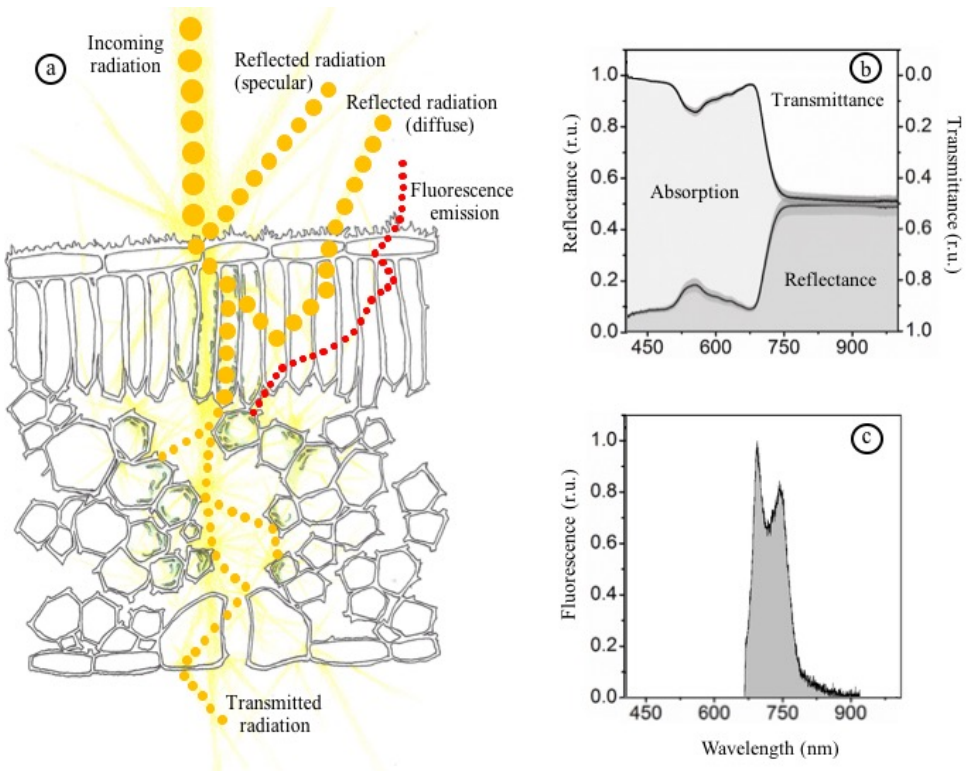 a
Incoming
radiation
Reflected radiation
(specular)
Reflected radiation
(diffuse)
Fluorescence
emission
Transmitted
radiation
b
Reflectance (r.u.)
1.0
0.8
0.6
0.4
0.2
0.0
Transmittance
Absorption
Reflectance
0.0
0.2
0.4
0.6
0.8
1.0
Transmittance (r.u.)
450 600 750 900
c
Fluorescence (r.u.)
1.0
0.8
0.6
0.4
0.2
0.0
450 600 750 900
Wavelength (nm)